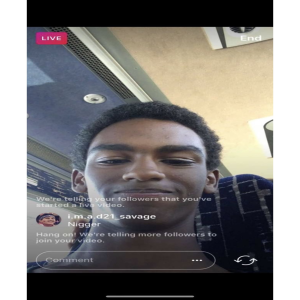 LIVE
End
We're telling your followers that you've
started a live video.
i.m.a.d21_savage
Nigger
Hang on! We're telling more followers to
join your video.
Comment